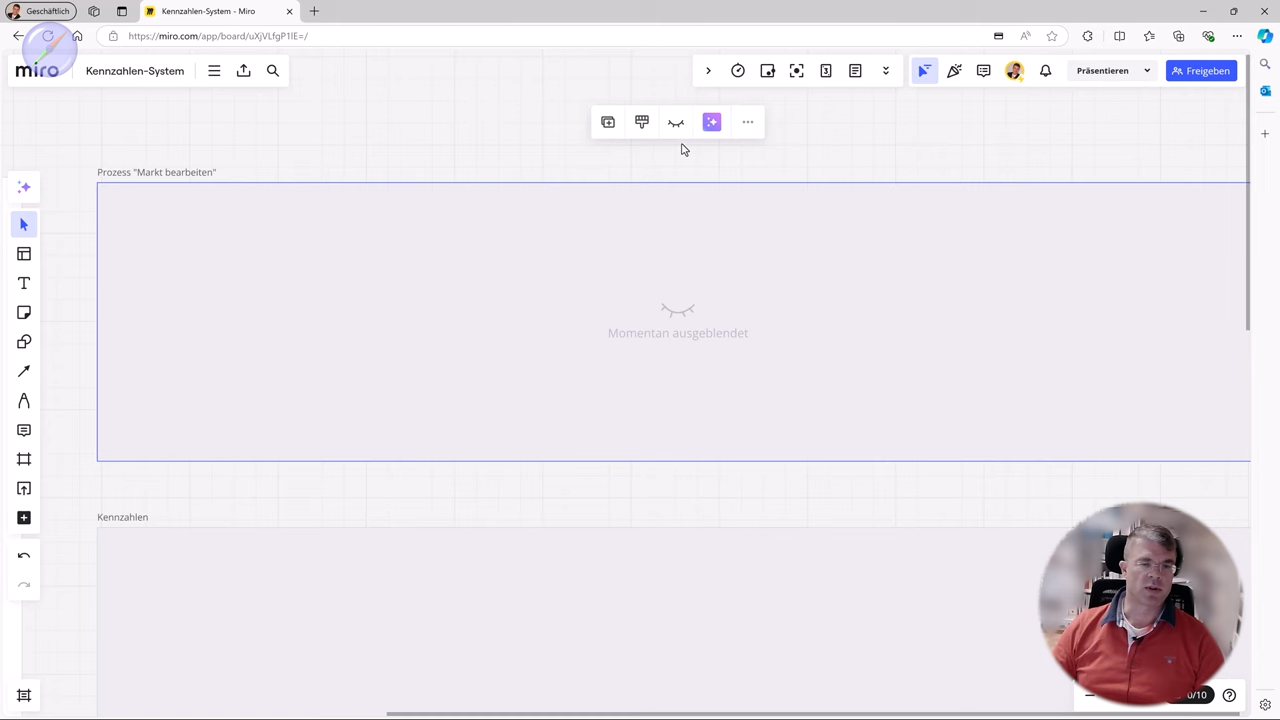 Geschäftlich
Kennzahlen-System - Miro
https://miro.com/app/board/uXjVLfgP1lE=/
miro
Kennzahlen-System
Präsentieren
Freigeben
Prozess "Markt bearbeiten"
Momentan ausgeblendet
Kennzahlen
0/10